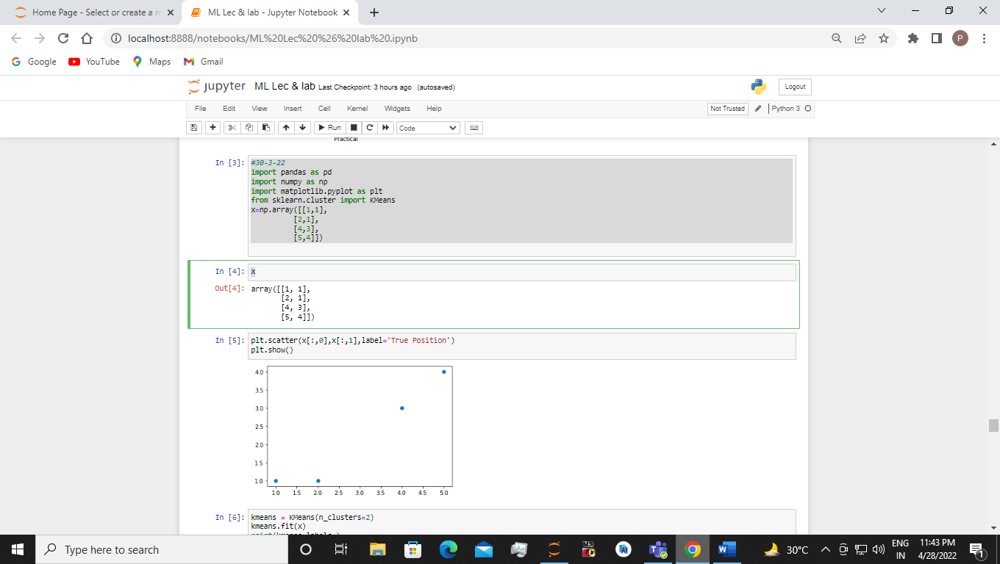 Home Page - Select or create a n
ML Lec & lab - Jupyter Notebook
localhost:8888/notebooks/ML%20Lec%20%26%20lab%20.ipynb
P
Google YouTube Maps Gmail
jupyter ML Lec & lab Last Checkpoint: 3 hours ago (autosaved)
Logout
File Edit View Insert Cell Kernel Widgets Help
Not Trusted Python 3
Run Code
Practical
In [3]: #30-3-22
import pandas as pd
import numpy as np
import matplotlib.pyplot as plt
from sklearn.cluster import KMeans
x=np.array([[1,1],
[2,1],
[4,3],
[5,4]])
In [4]: x
Out[4]: array([[1, 1],
[2, 1],
[4, 3],
[5, 4]])
In [5]: plt.scatter(x[:,0],x[:,1],label='True Position')
plt.show()
4.0
3.5
3.0
2.5
2.0
1.5
1.0
1.0 1.5 2.0 2.5 3.0 3.5 4.0 4.5 5.0
In [6]: kmeans = KMeans(n_clusters=2)
kmeans.fit(x)
Type here to search
30°C
ENG
IN
11:43 PM
4/28/2022
1